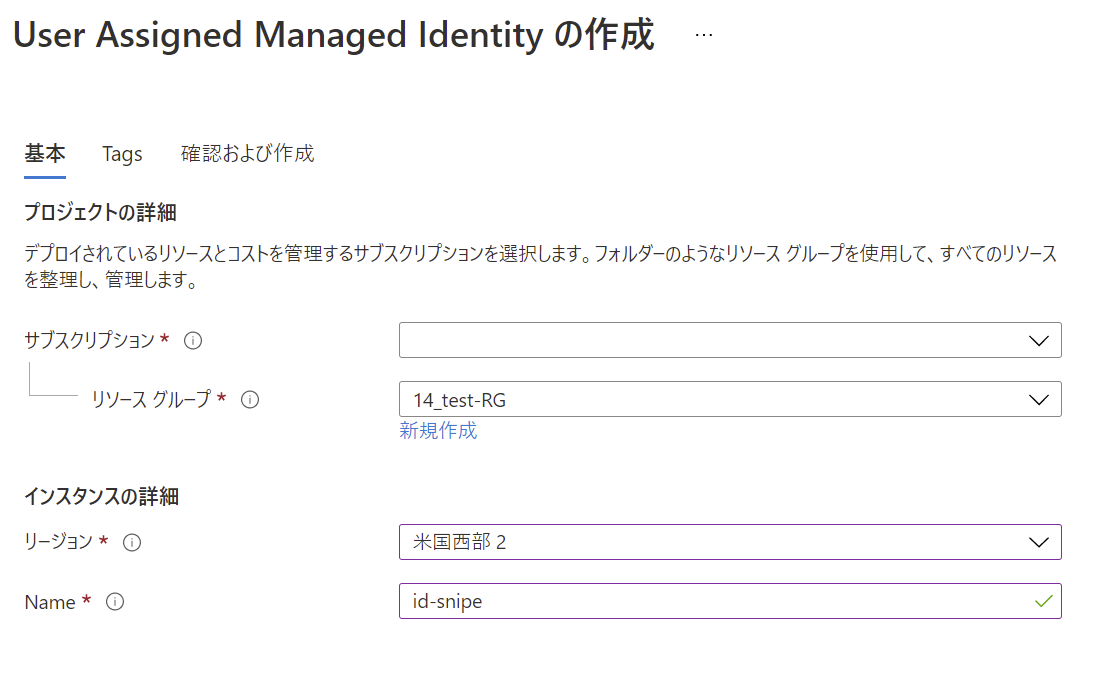 User Assigned Managed Identity の作成 …
基本 Tags 確認および作成
プロジェクトの詳細
デプロイされているリソースとコストを管理するサブスクリプションを選択します。フォルダーのようなリソース グループを使用して、すべてのリソース
を整理し、管理します。
サブスクリプション *
リソース グループ * 14_test-RG
新規作成
インスタンスの詳細
リージョン * 米国西部 2
Name * id-snipe